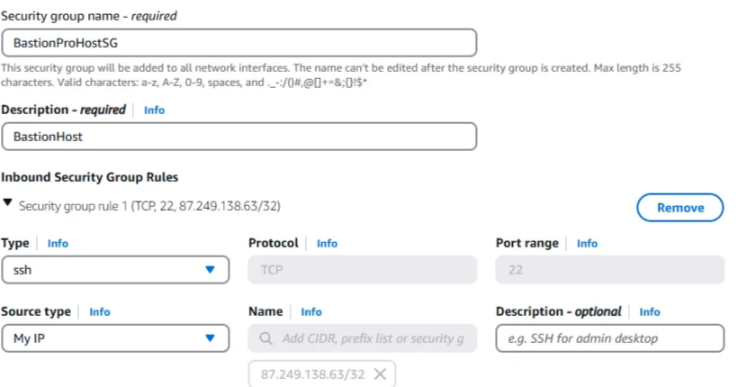 Security group name - required
BastionProHostSG
This security group will be added to all network interfaces. The name can't be edited after the security group is created. Max length is 255
characters. Valid characters: a-z, A-Z, 0-9, spaces, and ._-:/()#,@[]+=&;{}!$*
Description - required Info
BastionHost
Inbound Security Group Rules
Security group rule 1 (TCP, 22, 87.249.138.63/32)
Remove
Type Info Protocol Info Port range Info
ssh TCP 22
Source type Info Name Info Description - optional Info
My IP Add CIDR, prefix list or security g e.g. SSH for admin desktop
87.249.138.63/32